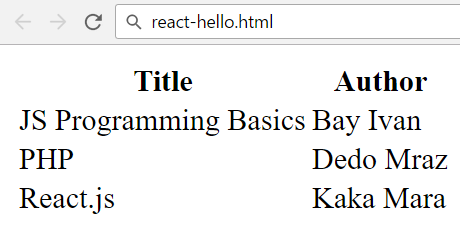 react-hello.html
Title Author
JS Programming Basics Bay Ivan
PHP Dedo Mraz
React.js Kaka Mara